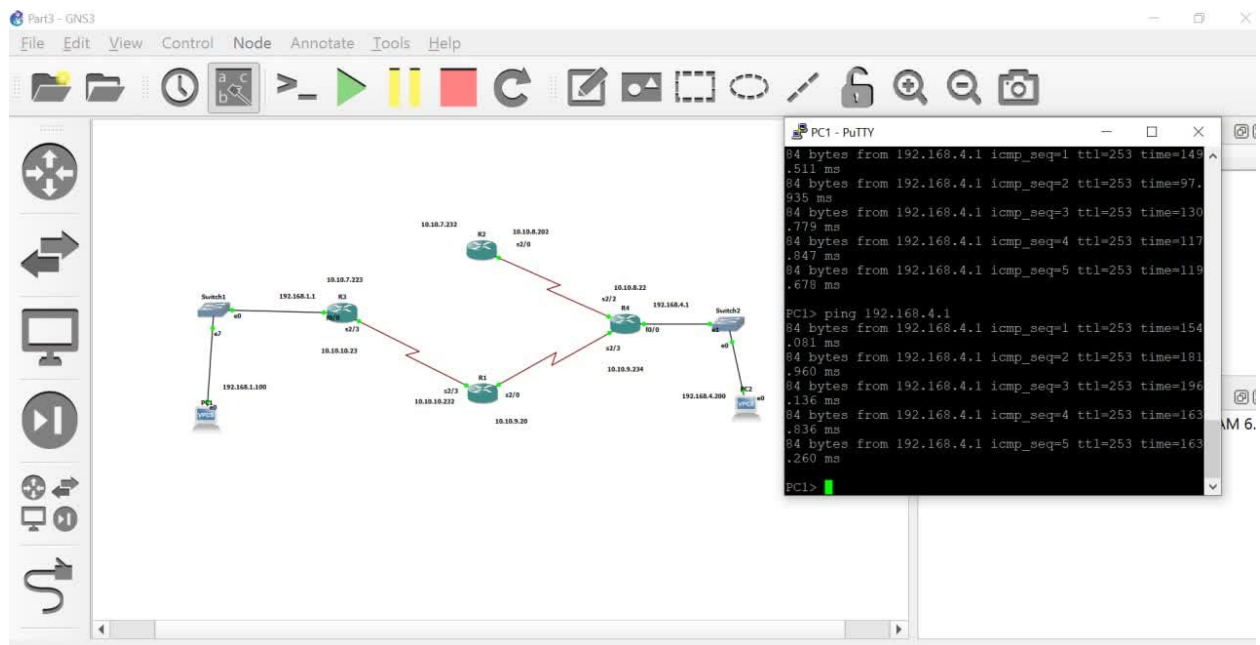 Part3 - GNS3
File Edit View Control Node Annotate Tools Help
PC1 - PuTTY
84 bytes from 192.168.4.1 icmp_seq=1 ttl=253 time=149
.511 ms
84 bytes from 192.168.4.1 icmp_seq=2 ttl=253 time=97.
935 ms
84 bytes from 192.168.4.1 icmp_seq=3 ttl=253 time=130
.779 ms
84 bytes from 192.168.4.1 icmp_seq=4 ttl=253 time=117
.847 ms
84 bytes from 192.168.4.1 icmp_seq=5 ttl=253 time=119
.678 ms
PC1> ping 192.168.4.1
84 bytes from 192.168.4.1 icmp_seq=1 ttl=253 time=154
.081 ms
84 bytes from 192.168.4.1 icmp_seq=2 ttl=253 time=181
.960 ms
84 bytes from 192.168.4.1 icmp_seq=3 ttl=253 time=196
.136 ms
84 bytes from 192.168.4.1 icmp_seq=4 ttl=253 time=163
.836 ms
84 bytes from 192.168.4.1 icmp_seq=5 ttl=253 time=163
.260 ms
PC1>
AM 6.
10.10.7.232
R2
10.10.8.202
s2/0
10.10.7.223
Switch1
192.168.1.1
R3
e0
f0/0
e7
s2/3
10.10.10.23
10.10.8.22
s2/2
R4
192.168.4.1
Switch2
f0/0
e1
s2/3
e0
10.10.9.234
192.168.1.100
PC1
e0
VPCS
R1
s2/3
s2/0
10.10.10.232
10.10.9.20
192.168.4.200
PC2
e0
VPCS